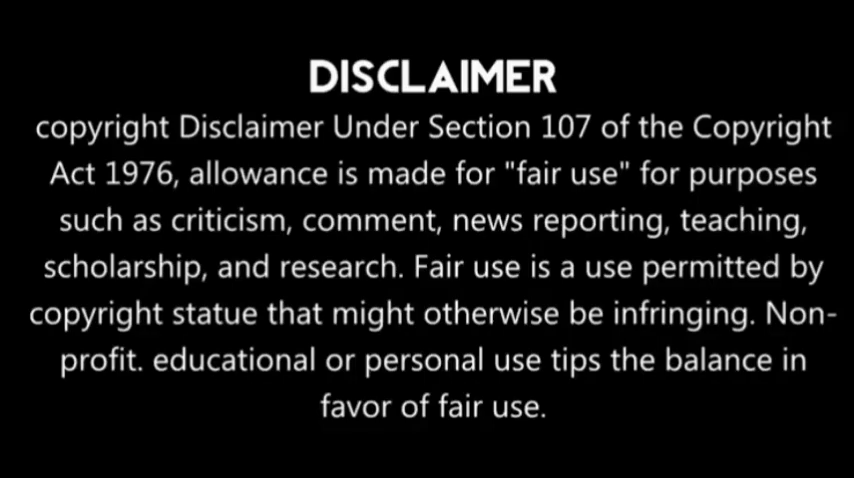 DISCLAIMER
copyright Disclaimer Under Section 107 of the Copyright
Act 1976, allowance is made for "fair use" for purposes
such as criticism, comment, news reporting, teaching,
scholarship, and research. Fair use is a use permitted by
copyright statue that might otherwise be infringing. Non-
profit. educational or personal use tips the balance in
favor of fair use.